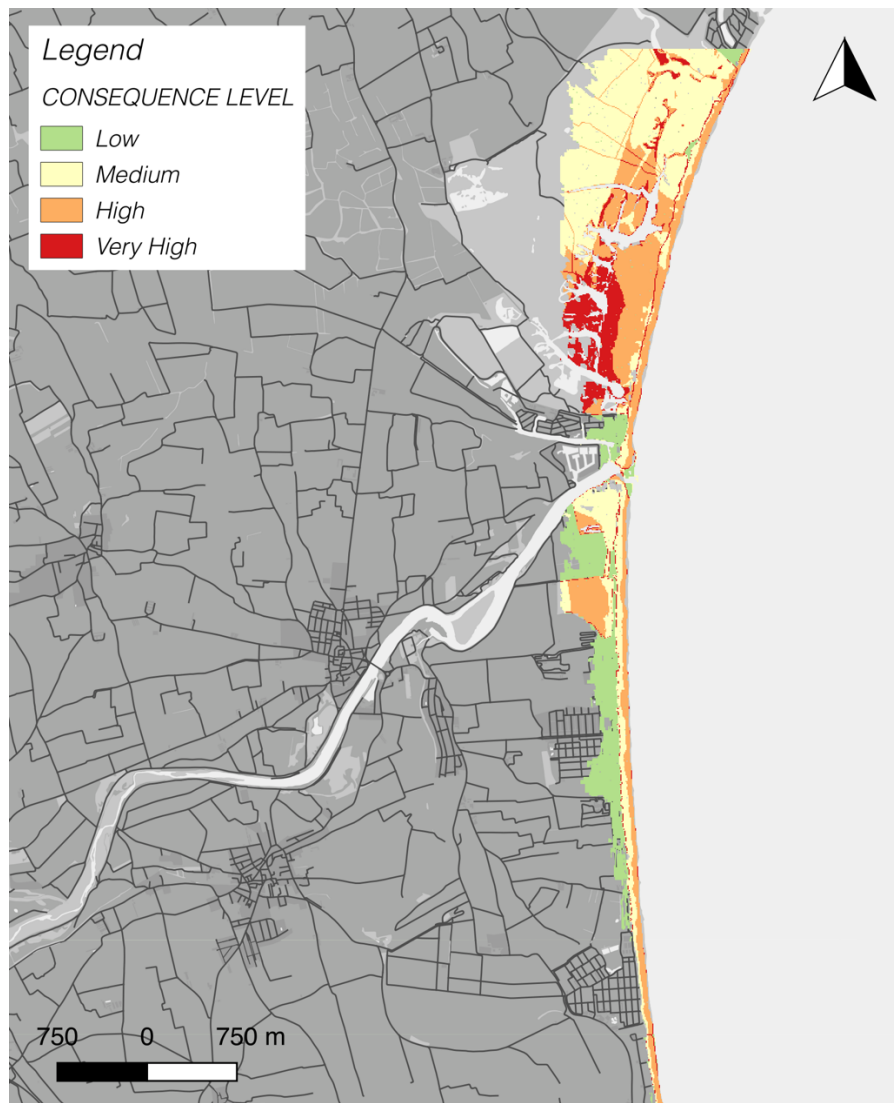 Legend
CONSEQUENCE LEVEL
Low
Medium
High
Very High
750 0 750 m